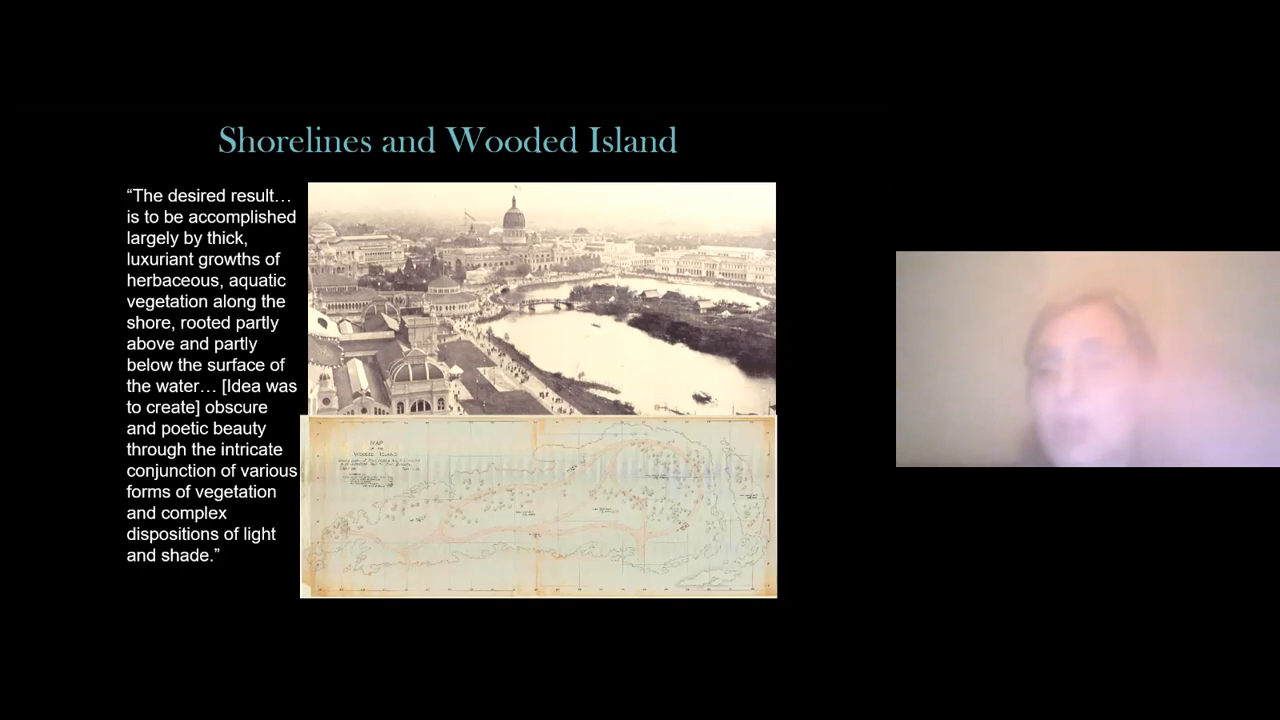 Shorelines and Wooded Island
“The desired result…
is to be accomplished
largely by thick,
luxuriant growths of
herbaceous, aquatic
vegetation along the
shore, rooted partly
above and partly
below the surface of
the water… [Idea was
to create] obscure
and poetic beauty
through the intricate
conjunction of various
forms of vegetation
and complex
dispositions of light
and shade.”
MAP
OF THE
WOODED ISLAND